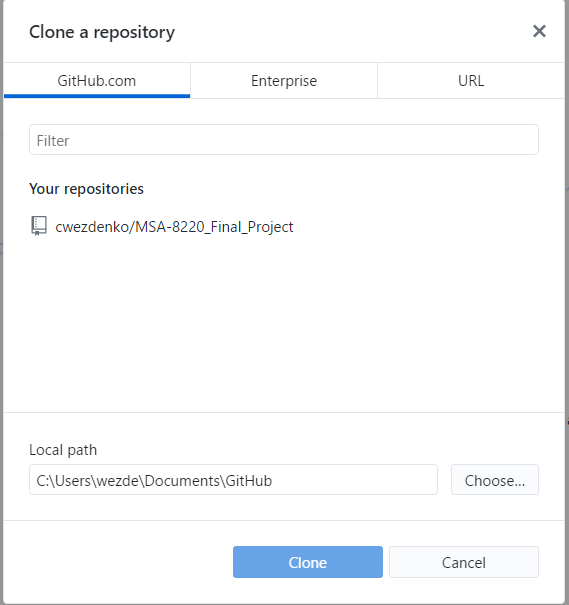 Clone a repository
GitHub.com Enterprise URL
Filter
Your repositories
cwezdenko/MSA-8220_Final_Project
Local path
C:\Users\wezde\Documents\GitHub Choose...
Clone Cancel